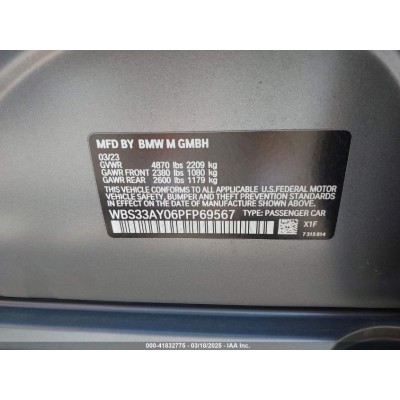 MFD BY BMW M GMBH
03/23
GVWR 4870 lbs 2209 kg
GAWR FRONT 2380 lbs 1080 kg
GAWR REAR 2600 lbs 1179 kg
THIS VEHICLE CONFORMS TO ALL APPLICABLE U.S.FEDERAL MOTOR
VEHICLE SAFETY, BUMPER, AND THEFT PREVENTION STANDARDS
IN EFFECT ON THE DATE OF MANUFACTURE SHOWN ABOVE.
WBS33AY06PFP69567 TYPE: PASSENGER CAR
X1F
7 315 814
000-41832775 - 03/18/2025 - IAA Inc.